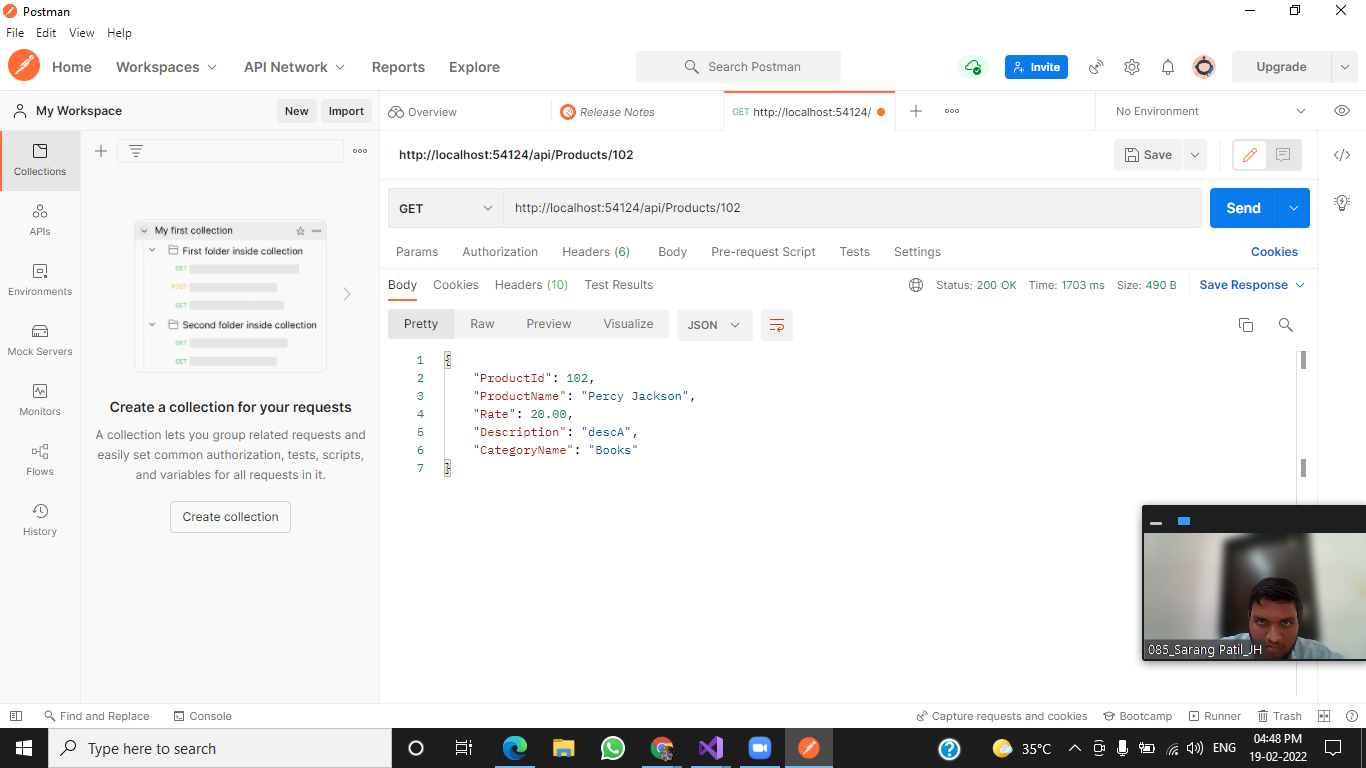 Postman
File Edit View Help
Home Workspaces API Network Reports Explore Search Postman Invite Upgrade
My Workspace New Import Overview Release Notes GET http://localhost:54124/ No Environment
http://localhost:54124/api/Products/102 Save
GET http://localhost:54124/api/Products/102 Send
Params Authorization Headers (6) Body Pre-request Script Tests Settings Cookies
Body Cookies Headers (10) Test Results Status: 200 OK Time: 1703 ms Size: 490 B Save Response
Pretty Raw Preview Visualize JSON
1 {
2 "ProductId": 102,
3 "ProductName": "Percy Jackson",
4 "Rate": 20.00,
5 "Description": "descA",
6 "CategoryName": "Books"
7 }
Collections
APIs
Environments
Mock Servers
Monitors
Flows
History
My first collection
First folder inside collection
GET
POST
GET
Second folder inside collection
GET
GET
Create a collection for your requests
A collection lets you group related requests and
easily set common authorization, tests, scripts,
and variables for all requests in it.
Create collection
085_Sarang Patil_JH
Find and Replace Console Capture requests and cookies Bootcamp Runner Trash
Type here to search 35°C ENG 04:48 PM
19-02-2022